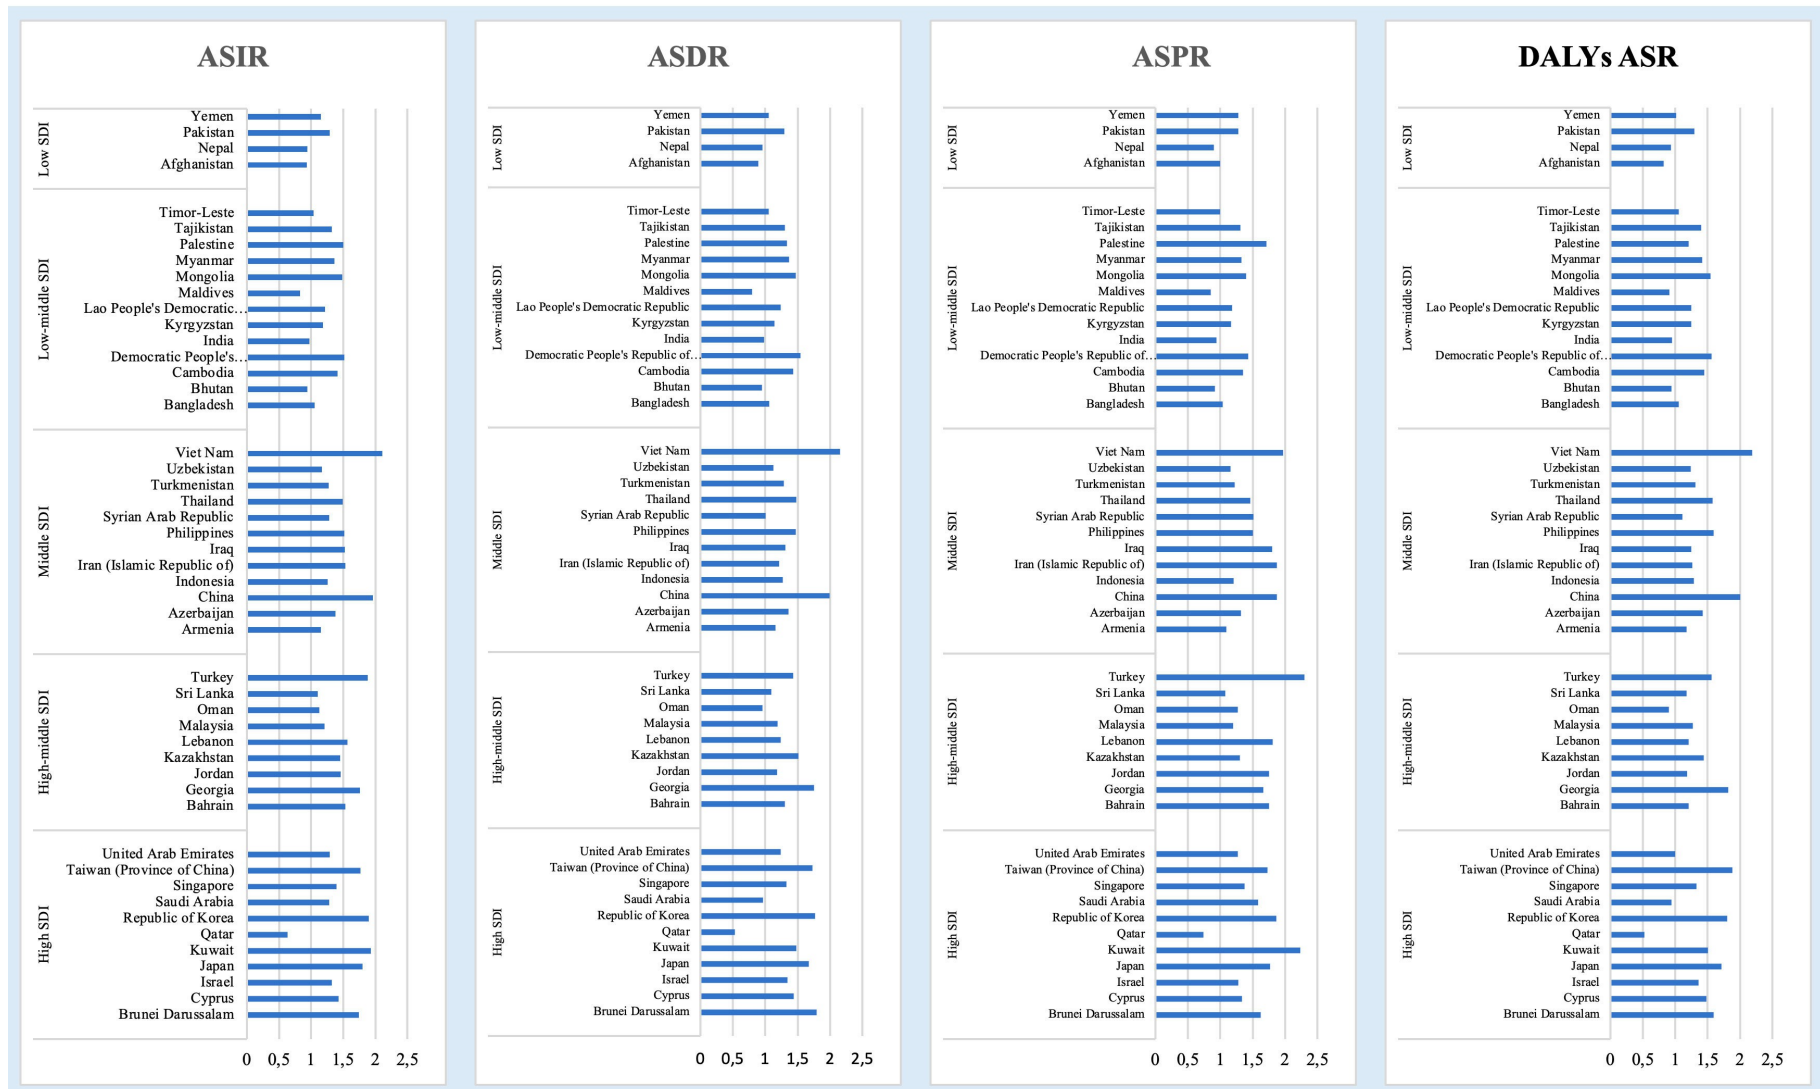 ASIR
Low SDI
Yemen
Pakistan
Nepal
Afghanistan
Low-middle SDI
Timor-Leste
Tajikistan
Palestine
Myanmar
Mongolia
Maldives
Lao People's Democratic…
Kyrgyzstan
India
Democratic People's…
Cambodia
Bhutan
Bangladesh
Middle SDI
Viet Nam
Uzbekistan
Turkmenistan
Thailand
Syrian Arab Republic
Philippines
Iraq
Iran (Islamic Republic of)
Indonesia
China
Azerbaijan
Armenia
High-middle SDI
Turkey
Sri Lanka
Oman
Malaysia
Lebanon
Kazakhstan
Jordan
Georgia
Bahrain
High SDI
United Arab Emirates
Taiwan (Province of China)
Singapore
Saudi Arabia
Republic of Korea
Qatar
Kuwait
Japan
Israel
Cyprus
Brunei Darussalam
0 0,5 1 1,5 2 2,5
ASDR
Low SDI
Yemen
Pakistan
Nepal
Afghanistan
Low-middle SDI
Timor-Leste
Tajikistan
Palestine
Myanmar
Mongolia
Maldives
Lao People's Democratic Republic
Kyrgyzstan
India
Democratic People's Republic of…
Cambodia
Bhutan
Bangladesh
Middle SDI
Viet Nam
Uzbekistan
Turkmenistan
Thailand
Syrian Arab Republic
Philippines
Iraq
Iran (Islamic Republic of)
Indonesia
China
Azerbaijan
Armenia
High-middle SDI
Turkey
Sri Lanka
Oman
Malaysia
Lebanon
Kazakhstan
Jordan
Georgia
Bahrain
High SDI
United Arab Emirates
Taiwan (Province of China)
Singapore
Saudi Arabia
Republic of Korea
Qatar
Kuwait
Japan
Israel
Cyprus
Brunei Darussalam
0 0,5 1 1,5 2 2,5
ASPR
Low SDI
Yemen
Pakistan
Nepal
Afghanistan
Low-middle SDI
Timor-Leste
Tajikistan
Palestine
Myanmar
Mongolia
Maldives
Lao People's Democratic Republic
Kyrgyzstan
India
Democratic People's Republic of…
Cambodia
Bhutan
Bangladesh
Middle SDI
Viet Nam
Uzbekistan
Turkmenistan
Thailand
Syrian Arab Republic
Philippines
Iraq
Iran (Islamic Republic of)
Indonesia
China
Azerbaijan
Armenia
High-middle SDI
Turkey
Sri Lanka
Oman
Malaysia
Lebanon
Kazakhstan
Jordan
Georgia
Bahrain
High SDI
United Arab Emirates
Taiwan (Province of China)
Singapore
Saudi Arabia
Republic of Korea
Qatar
Kuwait
Japan
Israel
Cyprus
Brunei Darussalam
0 0,5 1 1,5 2 2,5
DALYs ASR
Low SDI
Yemen
Pakistan
Nepal
Afghanistan
Low-middle SDI
Timor-Leste
Tajikistan
Palestine
Myanmar
Mongolia
Maldives
Lao People's Democratic Republic
Kyrgyzstan
India
Democratic People's Republic of…
Cambodia
Bhutan
Bangladesh
Middle SDI
Viet Nam
Uzbekistan
Turkmenistan
Thailand
Syrian Arab Republic
Philippines
Iraq
Iran (Islamic Republic of)
Indonesia
China
Azerbaijan
Armenia
High-middle SDI
Turkey
Sri Lanka
Oman
Malaysia
Lebanon
Kazakhstan
Jordan
Georgia
Bahrain
High SDI
United Arab Emirates
Taiwan (Province of China)
Singapore
Saudi Arabia
Republic of Korea
Qatar
Kuwait
Japan
Israel
Cyprus
Brunei Darussalam
0 0,5 1 1,5 2 2,5